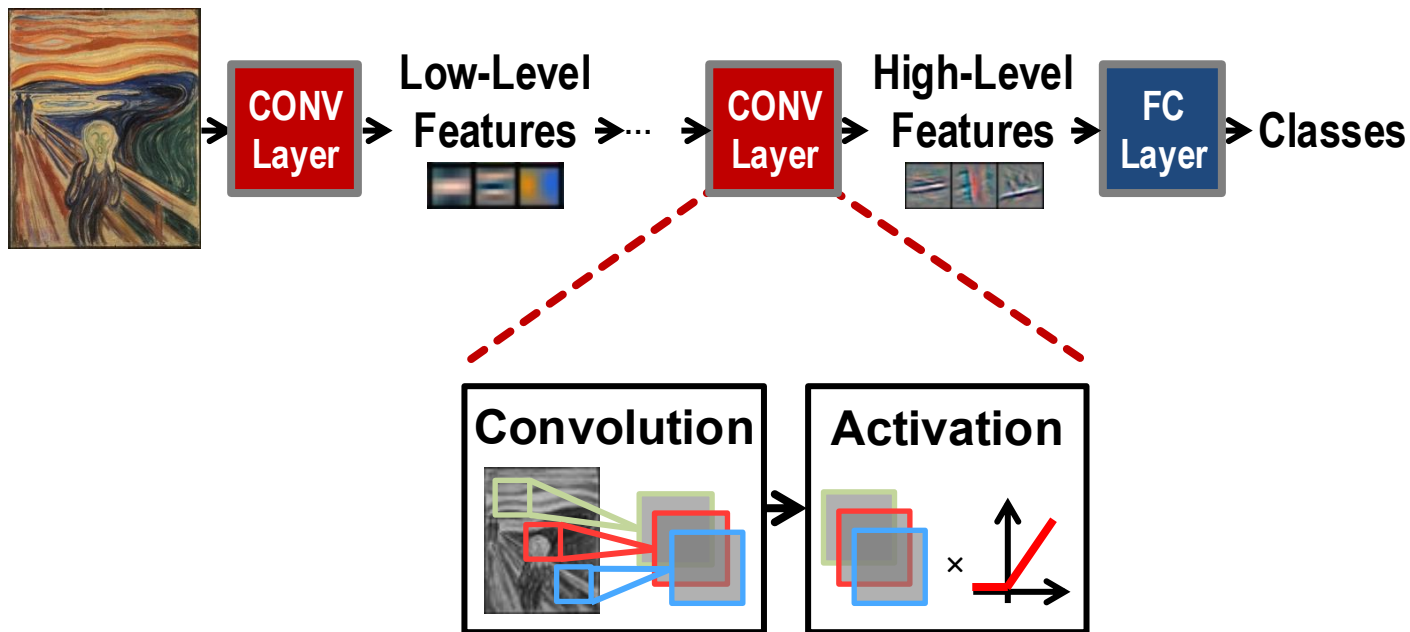 CONV
Layer
Low-Level
Features
...
CONV
Layer
High-Level
Features
FC
Layer
Classes
Convolution
Activation
×